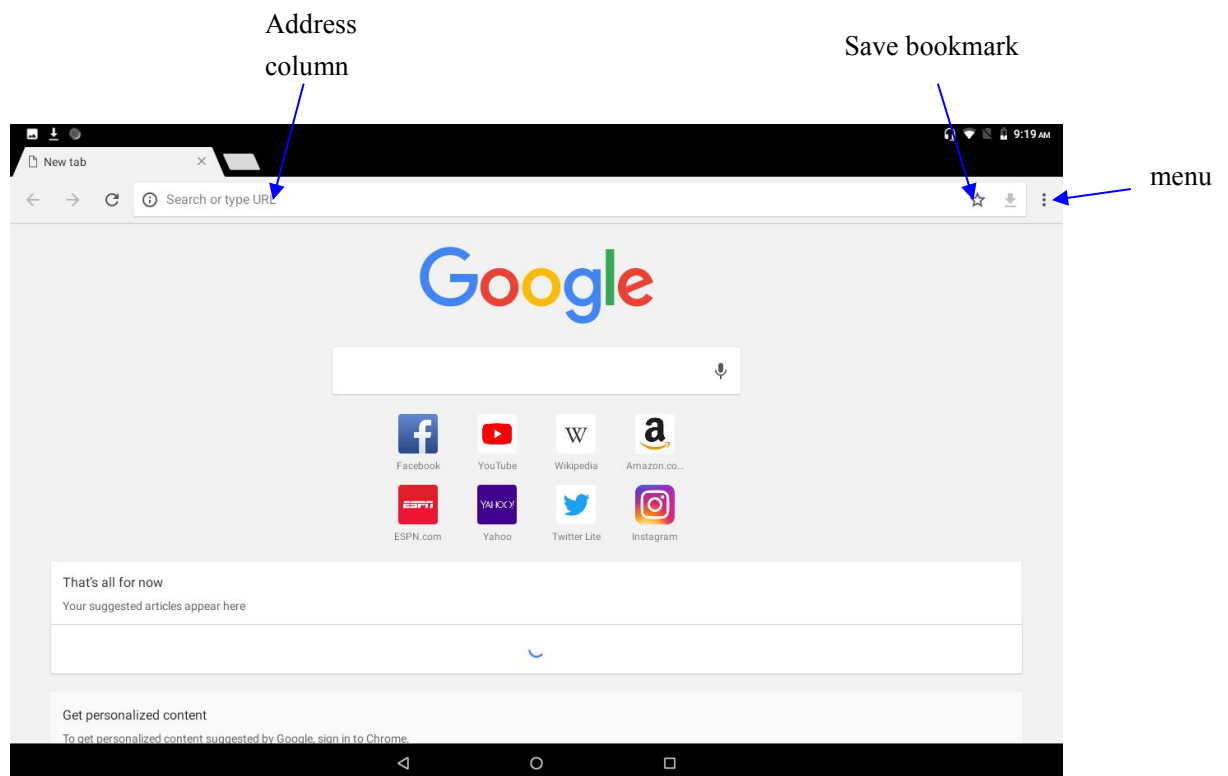 Address
column
Save bookmark
9:19 AM
New tab
menu
Search or type URL
Google
Facebook
YouTube
W
Wikipedia
a
Amazon.co...
ESPN
YAHOO!
ESPN.com
Yahoo
Twitter Lite
Instagram
That's all for now
Your suggested articles appear here
Get personalized content
To get personalized content suggested by Google, sign in to Chrome.